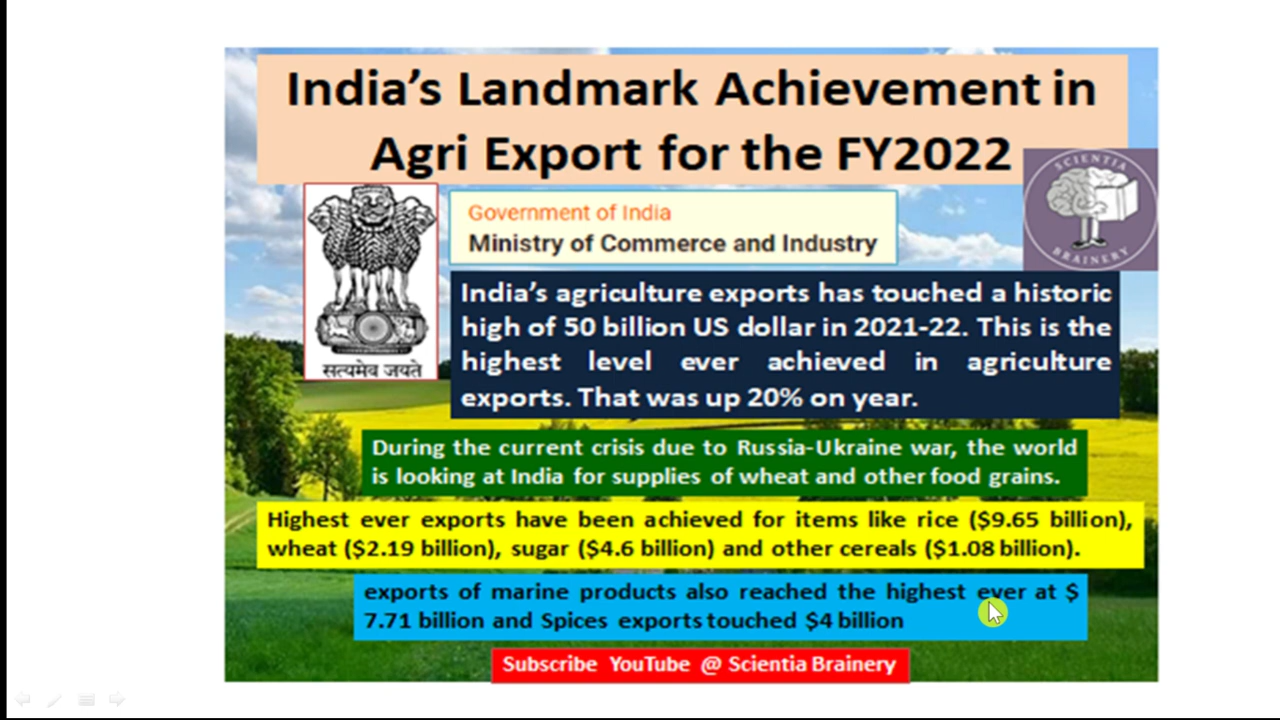 India's Landmark Achievement in
Agri Export for the FY2022
SCIENTIA
BRAINERY
Government of India
Ministry of Commerce and Industry
सत्यमेव जयते
India's agriculture exports has touched a historic
high of 50 billion US dollar in 2021-22. This is the
highest level ever achieved in agriculture
exports. That was up 20% on year.
During the current crisis due to Russia-Ukraine war, the world
is looking at India for supplies of wheat and other food grains.
Highest ever exports have been achieved for items like rice ($9.65 billion),
wheat ($2.19 billion), sugar ($4.6 billion) and other cereals ($1.08 billion).
exports of marine products also reached the highest ever at $
7.71 billion and Spices exports touched $4 billion
Subscribe YouTube @ Scientia Brainery